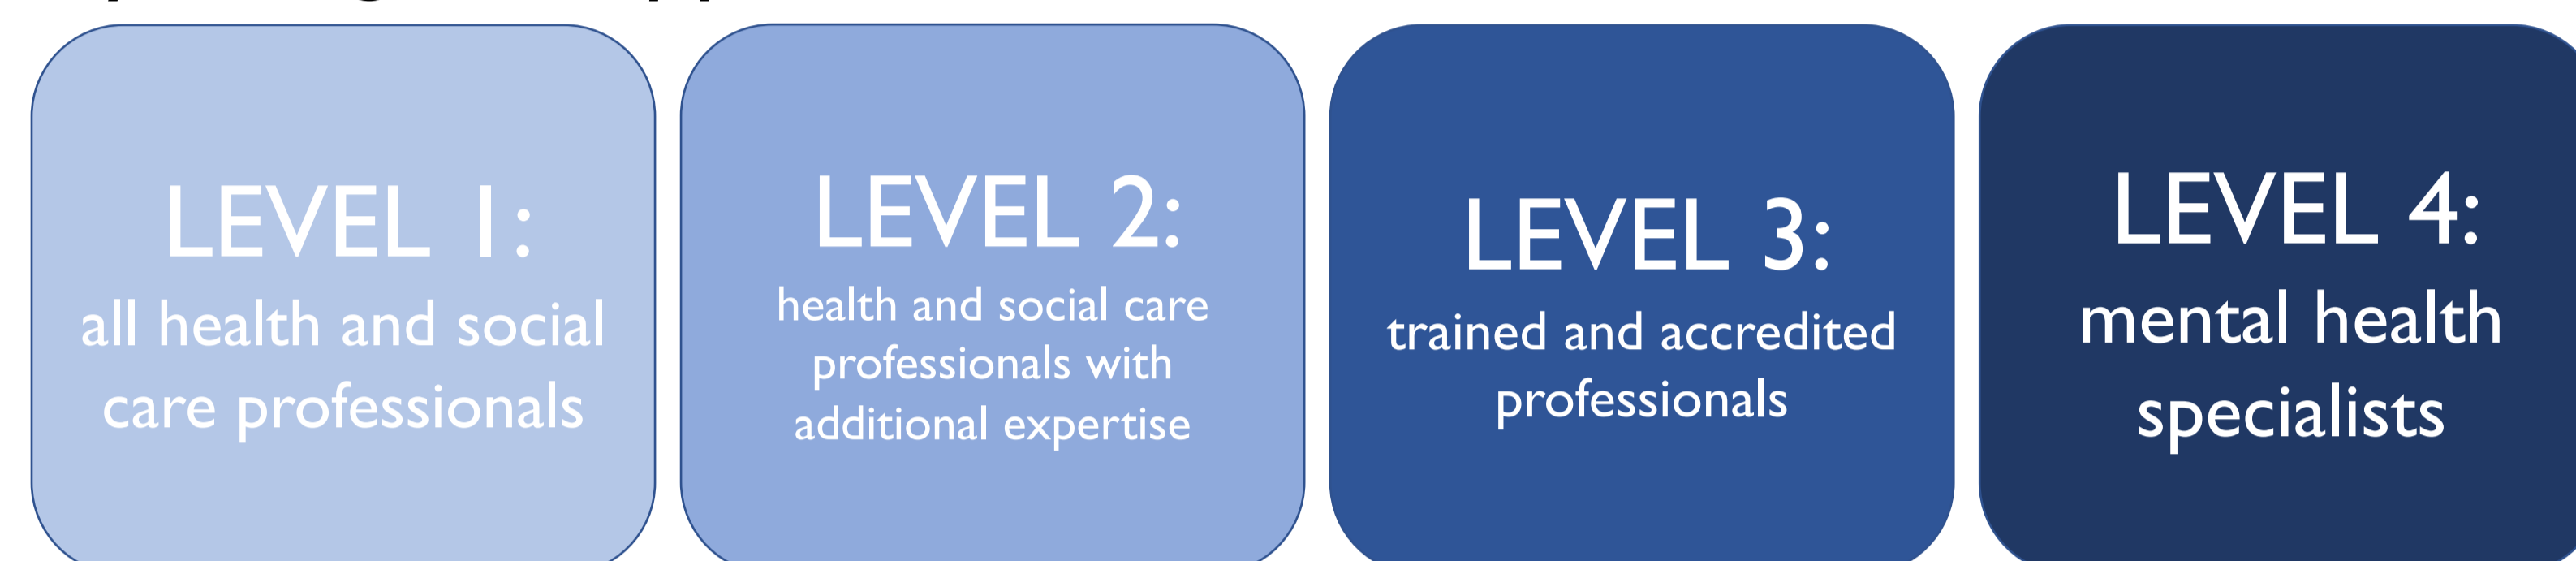 LEVEL 1:
all health and social
care professionals
LEVEL 2:
health and social care
professionals with
additional expertise
LEVEL 3:
trained and accredited
professionals
LEVEL 4:
mental health
specialists